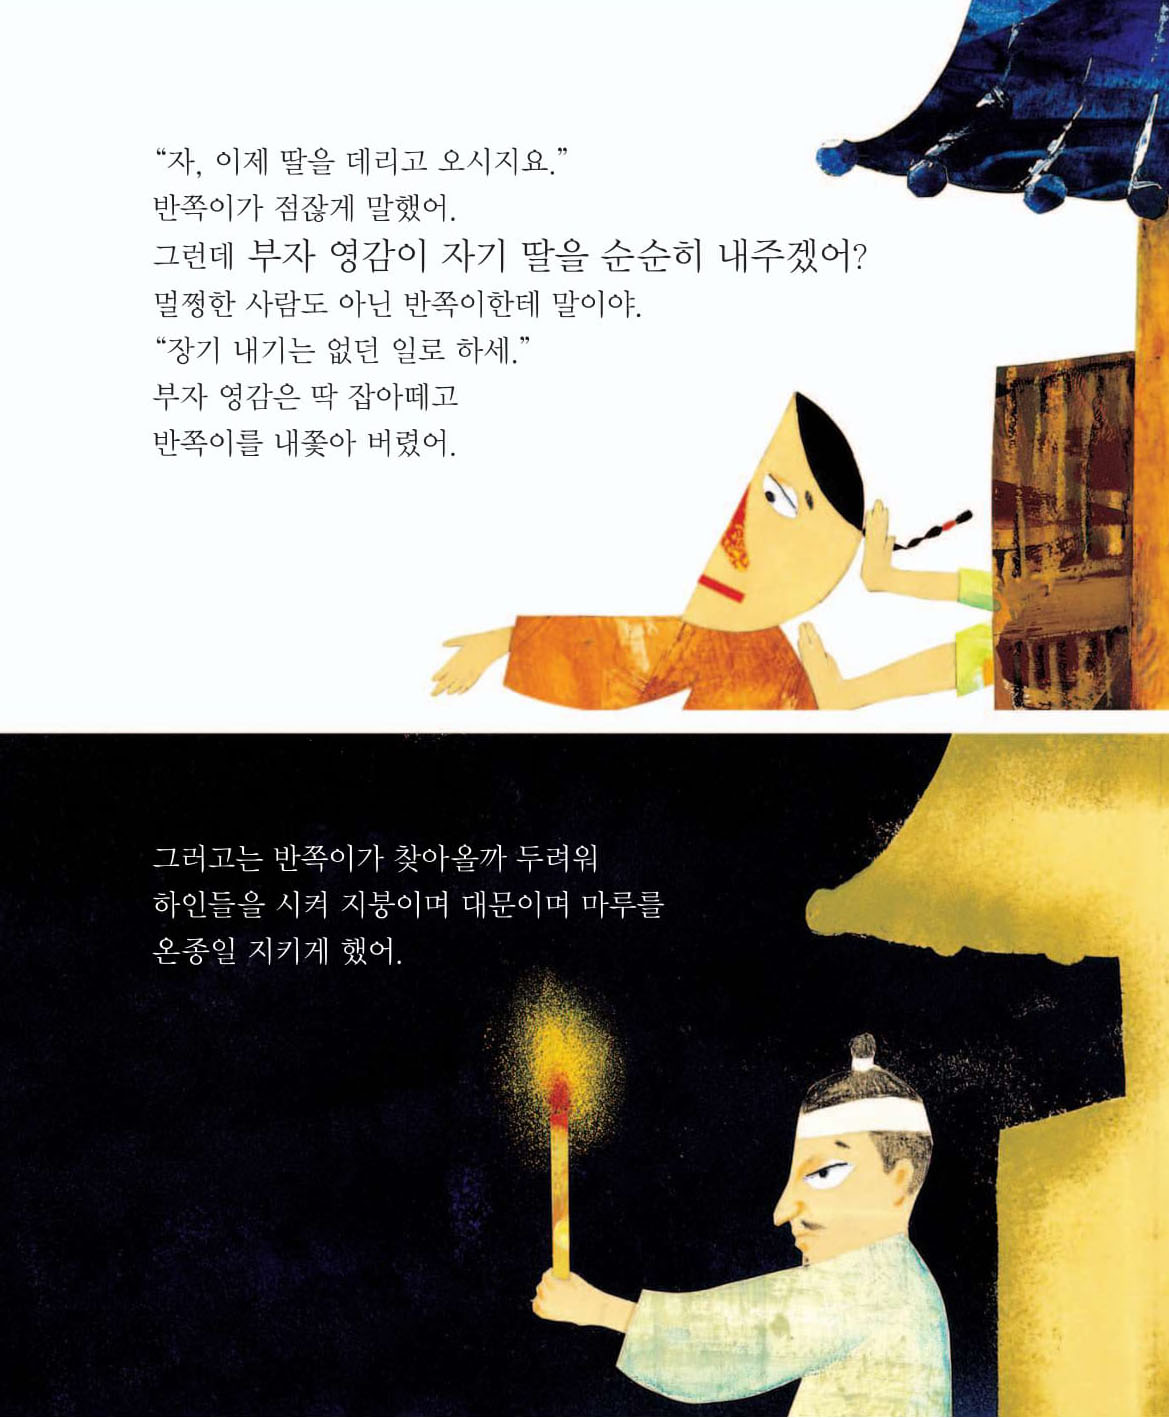 “자, 이제 딸을 데리고 오시지요.”
반쪽이가 점잖게 말했어.
그런데 부자 영감이 자기 딸을 순순히 내주겠어?
멀쩡한 사람도 아닌 반쪽이한테 말이야.
“장기 내기는 없던 일로 하세.”
부자 영감은 딱 잡아떼고
반쪽이를 내쫓아 버렸어.
그러고는 반쪽이가 찾아올까 두려워
하인들을 시켜 지붕이며 대문이며 마루를
온종일 지키게 했어.